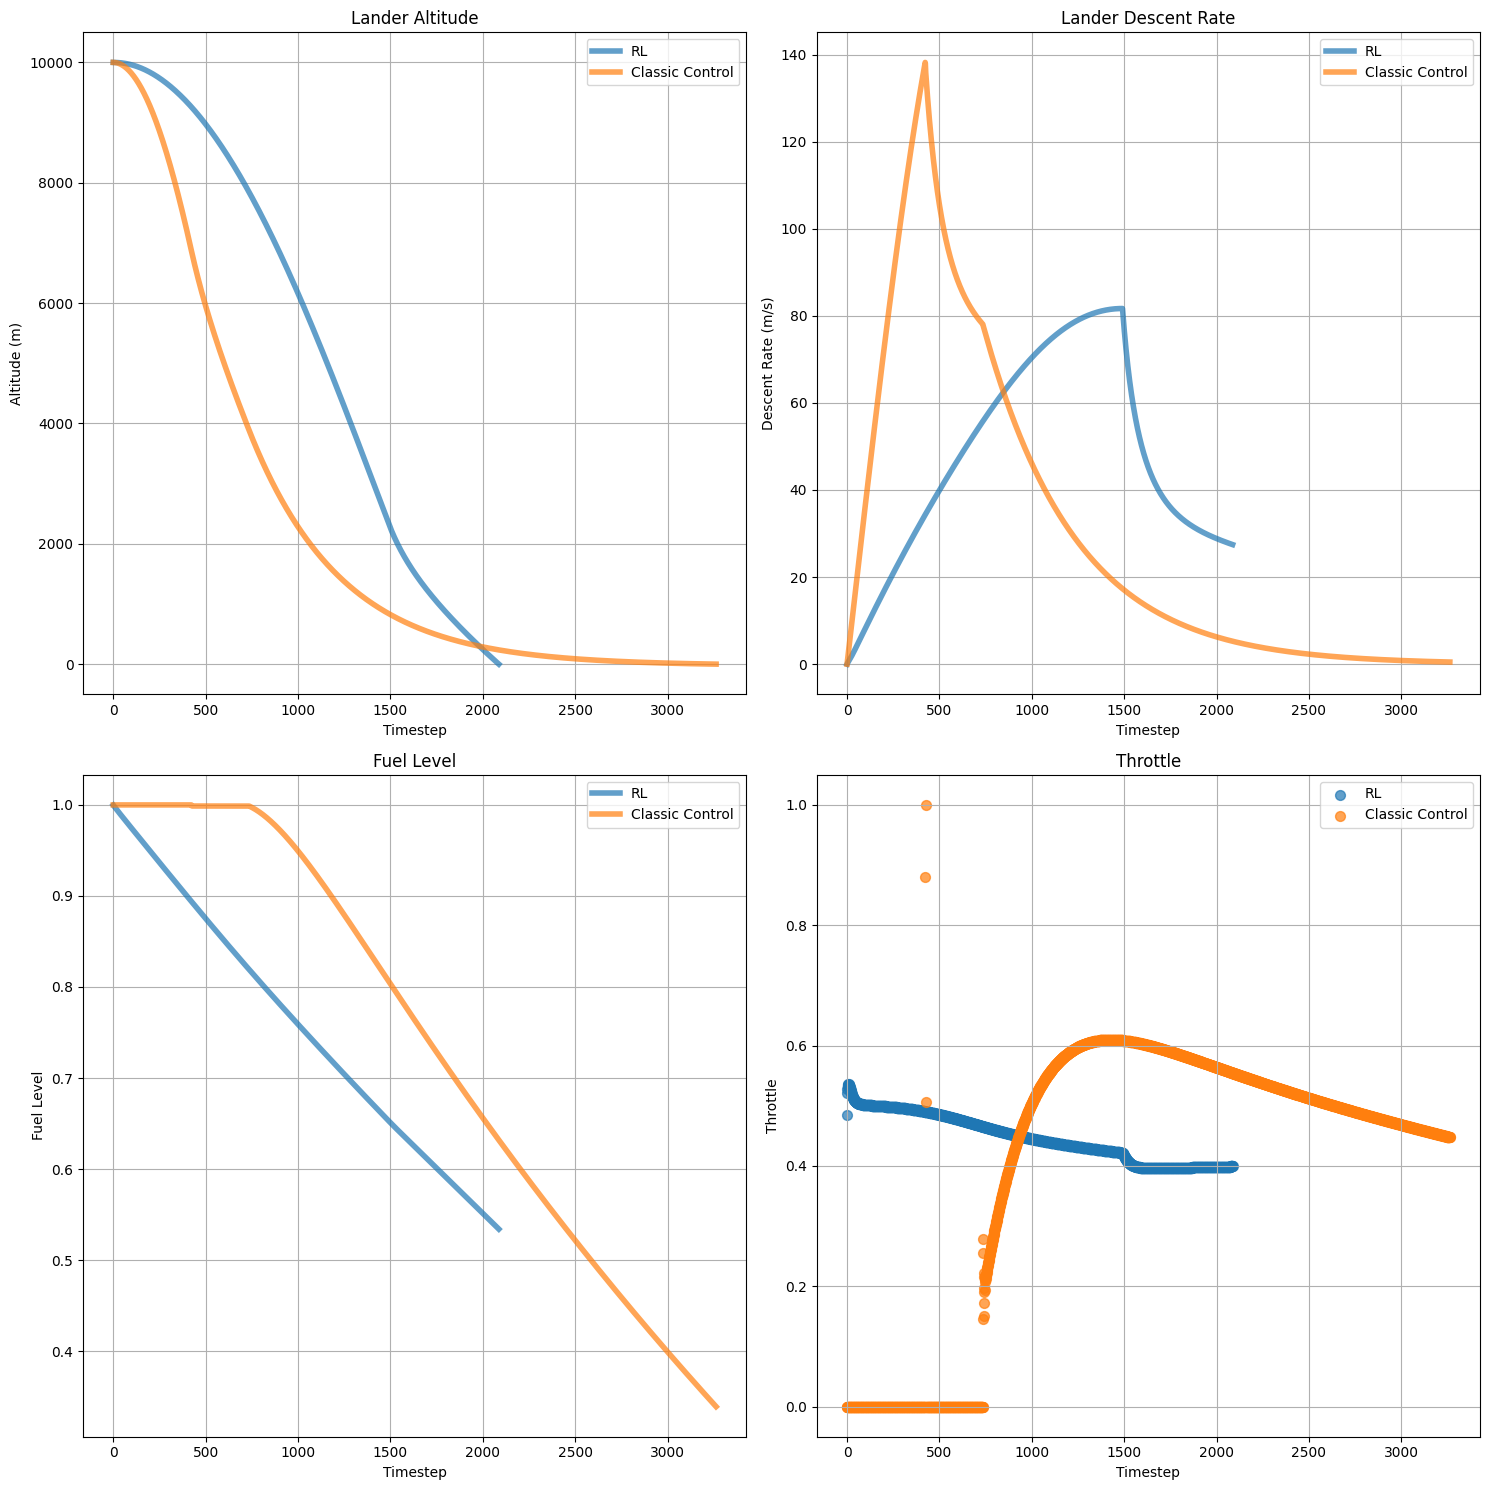 Lander Altitude
RL
Classic Control
10000
8000
6000
4000
2000
0
Altitude (m)
0 500 1000 1500 2000 2500 3000
Timestep
Lander Descent Rate
RL
Classic Control
140
120
100
80
60
40
20
0
Descent Rate (m/s)
0 500 1000 1500 2000 2500 3000
Timestep
Fuel Level
RL
Classic Control
1.0
0.9
0.8
0.7
0.6
0.5
0.4
Fuel Level
0 500 1000 1500 2000 2500 3000
Timestep
Throttle
RL
Classic Control
1.0
0.8
0.6
0.4
0.2
0.0
Throttle
0 500 1000 1500 2000 2500 3000
Timestep